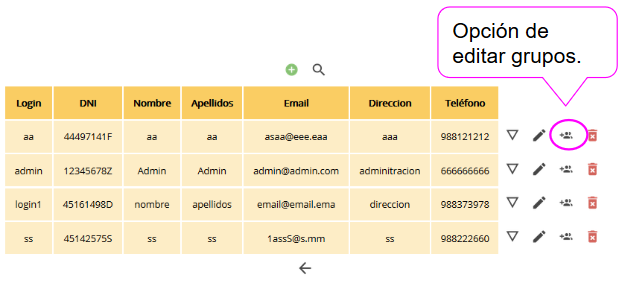 Opción de
editar grupos.
Login DNI Nombre Apellidos Email Direccion Teléfono
aa 44497141F aa aa asaa@eee.eaa aaa 988121212
admin 12345678Z Admin Admin admin@admin.com adminitracion 666666666
login1 45161498D nombre apellidos email@email.ema direccion 988373978
ss 45142575S ss ss 1assS@s.mm ss 988222660